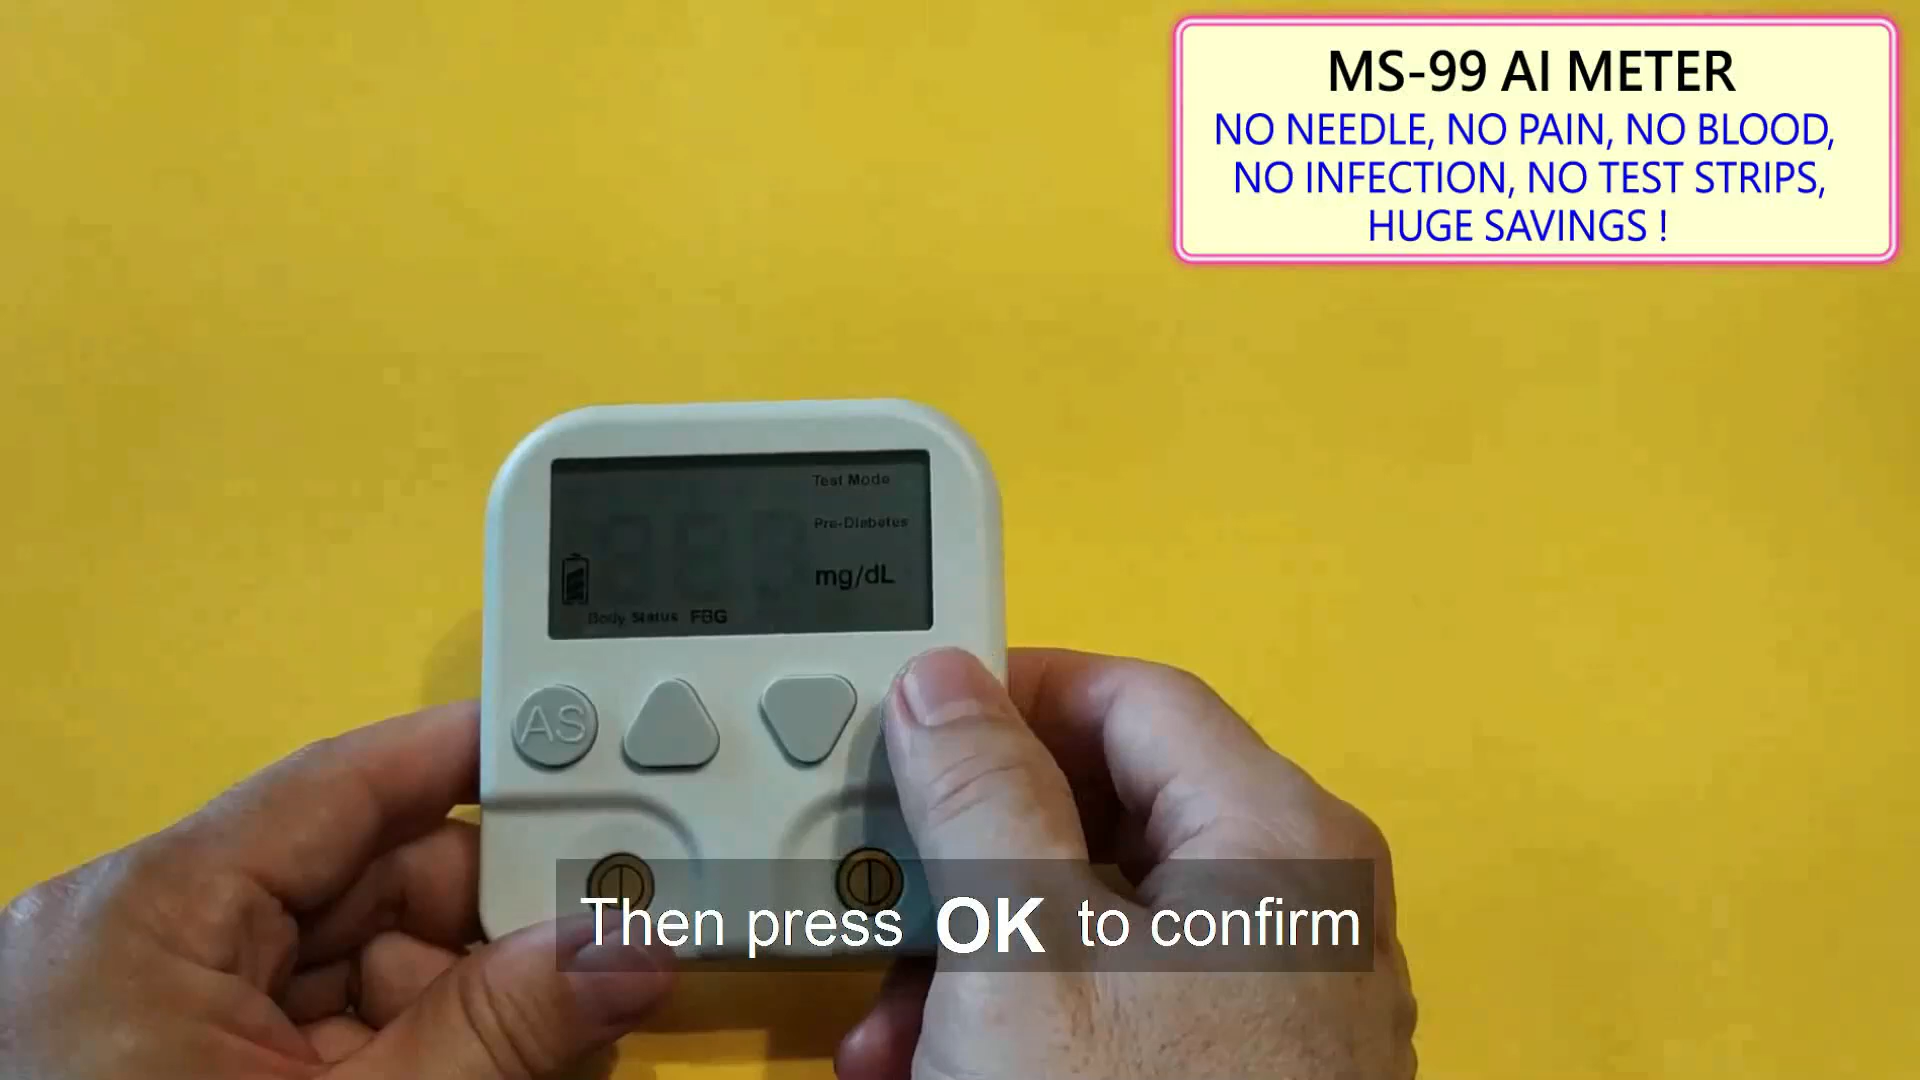 MS-99 AI METER
NO NEEDLE, NO PAIN, NO BLOOD,
NO INFECTION, NO TEST STRIPS,
HUGE SAVINGS !
Test Mode
Pre-Diabetes
mg/dL
Body Status FBG
AS
Then press OK to confirm